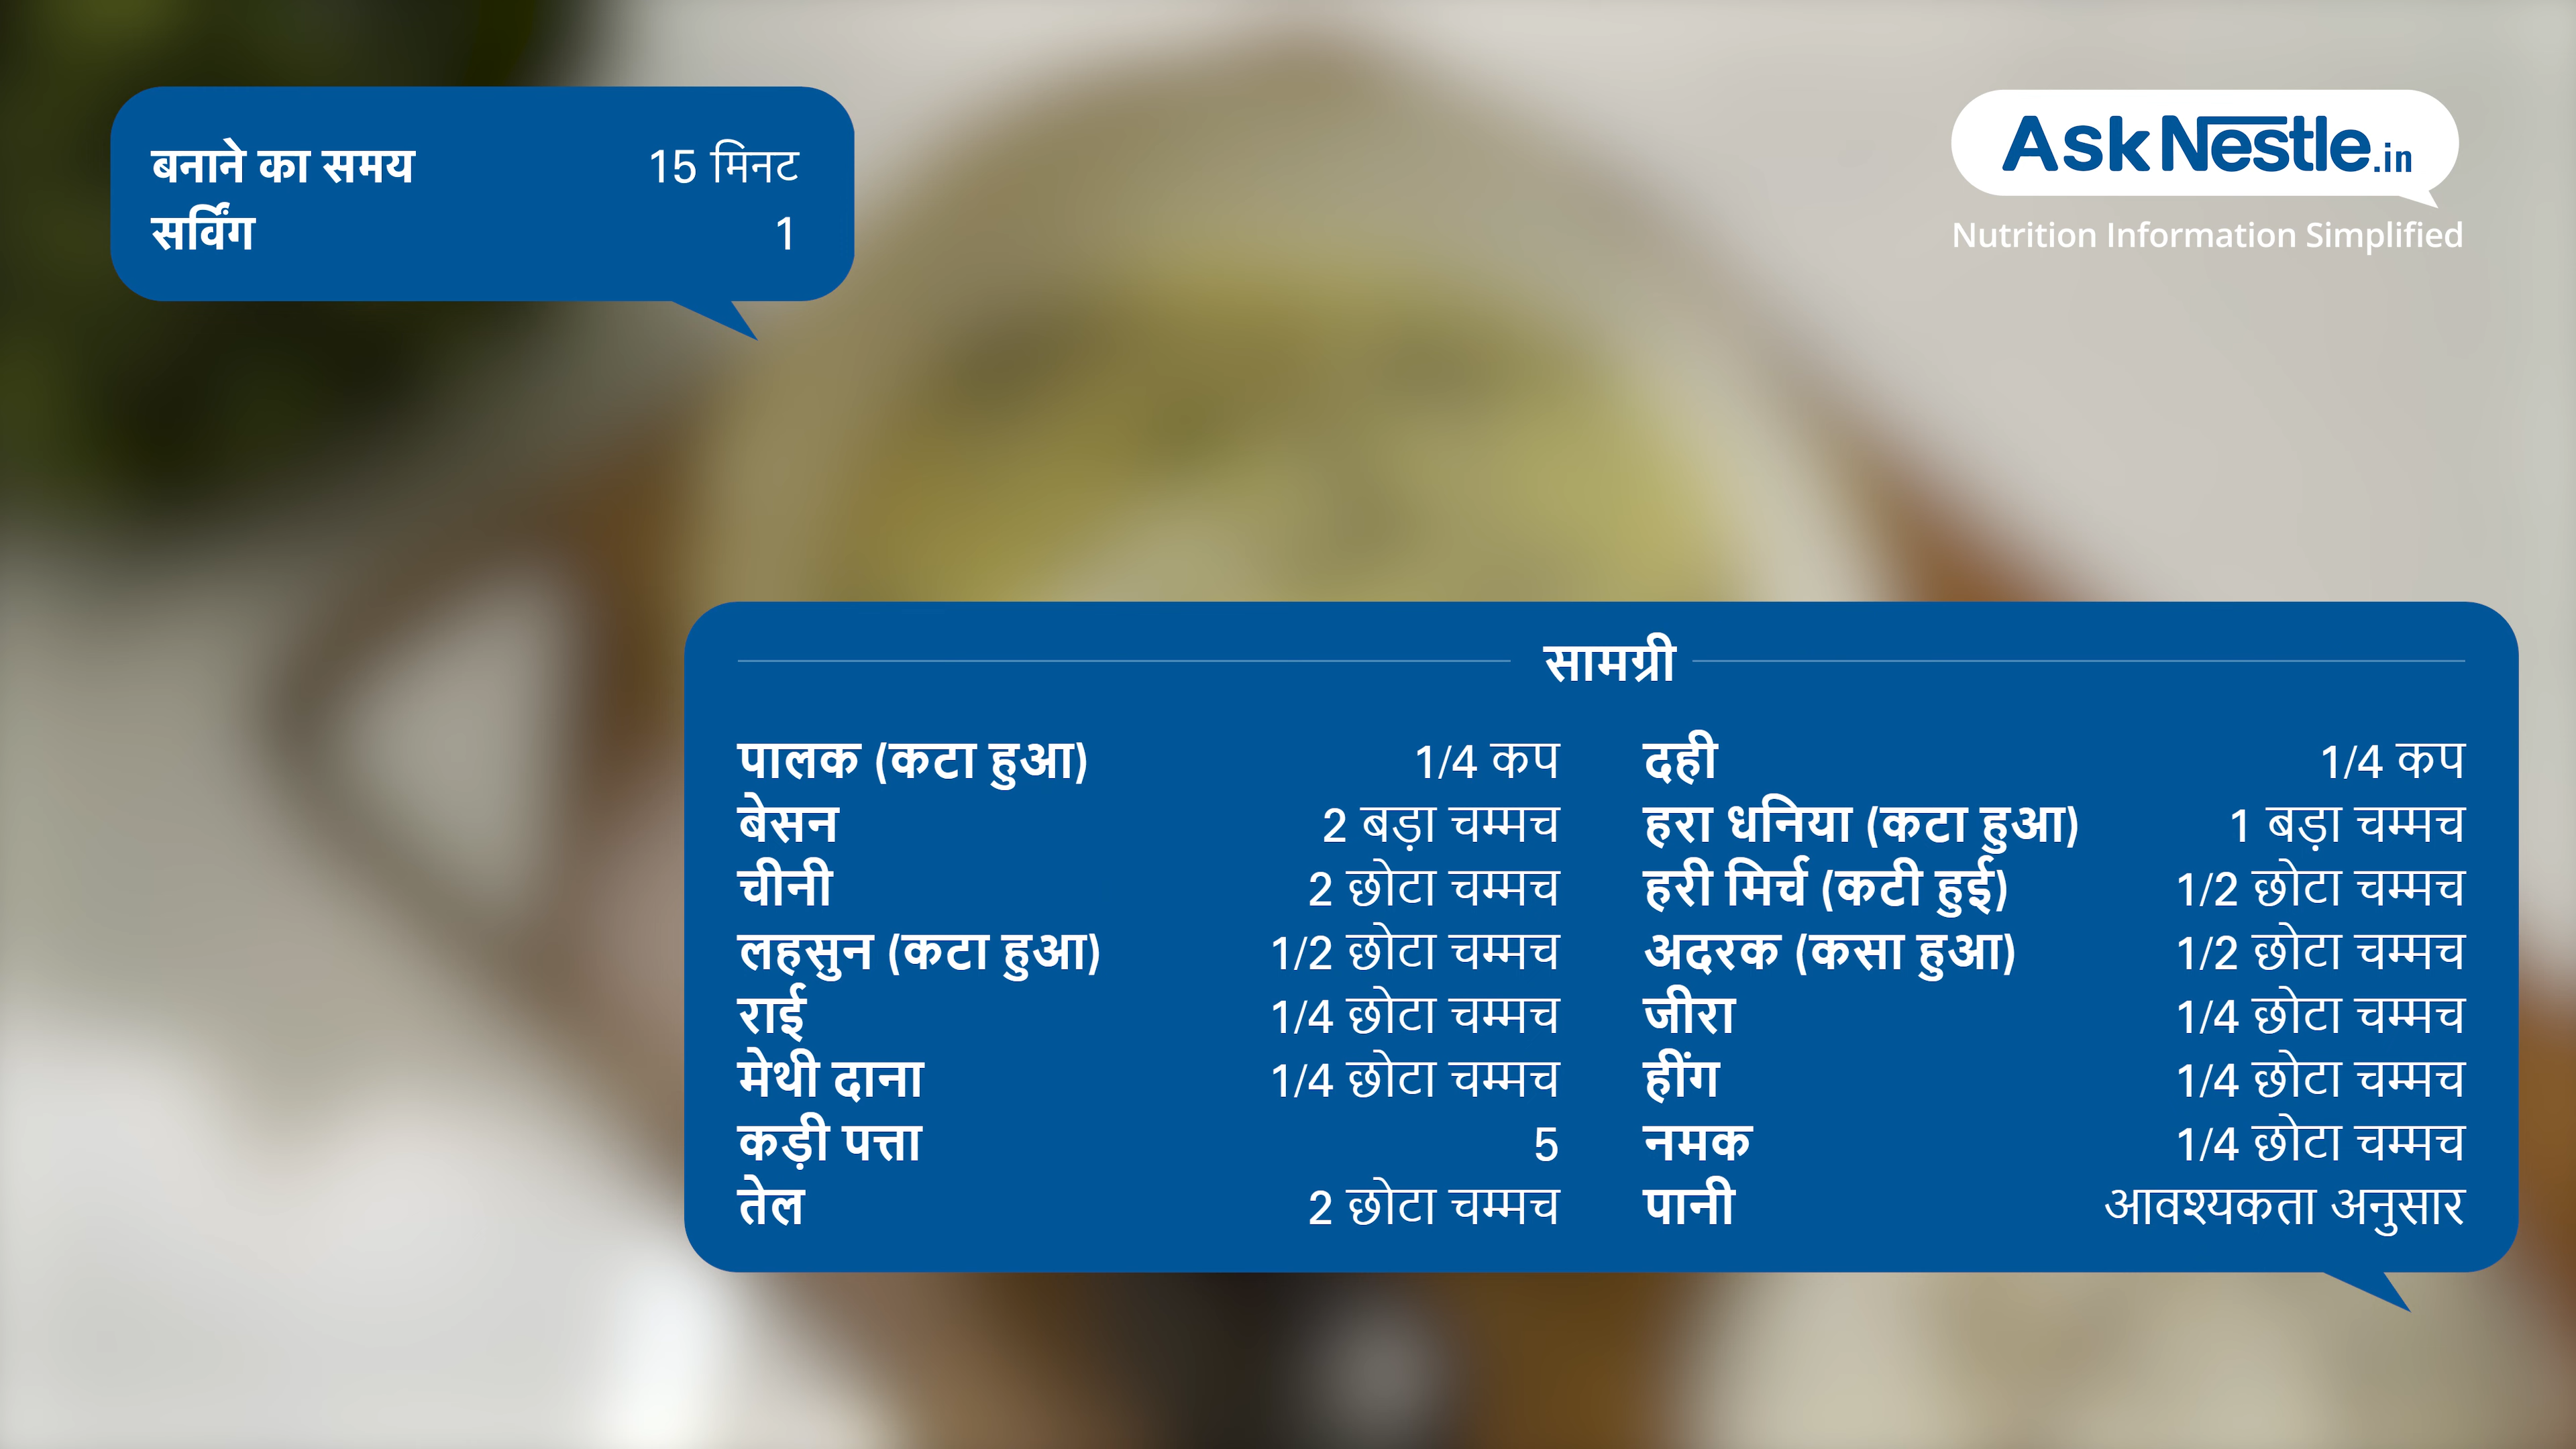 बनाने का समय 15 मिनट
सर्विंग 1
AskNestle.in
Nutrition Information Simplified
सामग्री
पालक (कटा हुआ) 1/4 कप
बेसन 2 बड़ा चम्मच
चीनी 2 छोटा चम्मच
लहसुन (कटा हुआ) 1/2 छोटा चम्मच
राई 1/4 छोटा चम्मच
मेथी दाना 1/4 छोटा चम्मच
कड़ी पत्ता 5
तेल 2 छोटा चम्मच
दही 1/4 कप
हरा धनिया (कटा हुआ) 1 बड़ा चम्मच
हरी मिर्च (कटी हुई) 1/2 छोटा चम्मच
अदरक (कसा हुआ) 1/2 छोटा चम्मच
जीरा 1/4 छोटा चम्मच
हींग 1/4 छोटा चम्मच
नमक 1/4 छोटा चम्मच
पानी आवश्यकता अनुसार